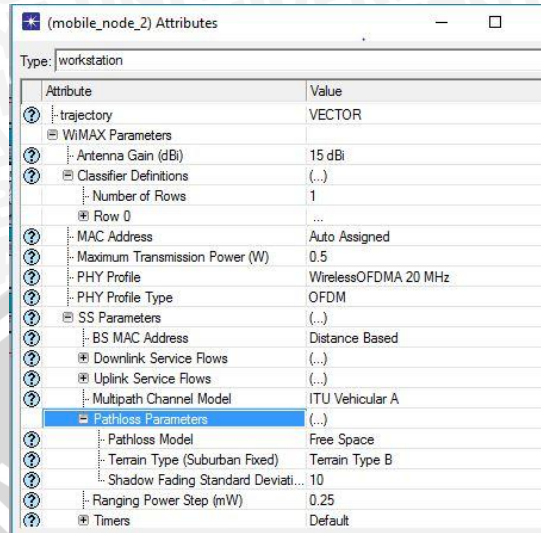 (mobile_node_2) Attributes
Type: workstation
Attribute Value
trajectory VECTOR
WiMAX Parameters
Antenna Gain (dBi) 15 dBi
Classifier Definitions (...)
Number of Rows 1
Row 0 ...
MAC Address Auto Assigned
Maximum Transmission Power (W) 0.5
PHY Profile WirelessOFDMA 20 MHz
PHY Profile Type OFDM
SS Parameters (...)
BS MAC Address Distance Based
Downlink Service Flows (...)
Uplink Service Flows (...)
Multipath Channel Model ITU Vehicular A
Pathloss Parameters (...)
Pathloss Model Free Space
Terrain Type (Suburban Fixed) Terrain Type B
Shadow Fading Standard Deviati... 10
Ranging Power Step (mW) 0.25
Timers Default